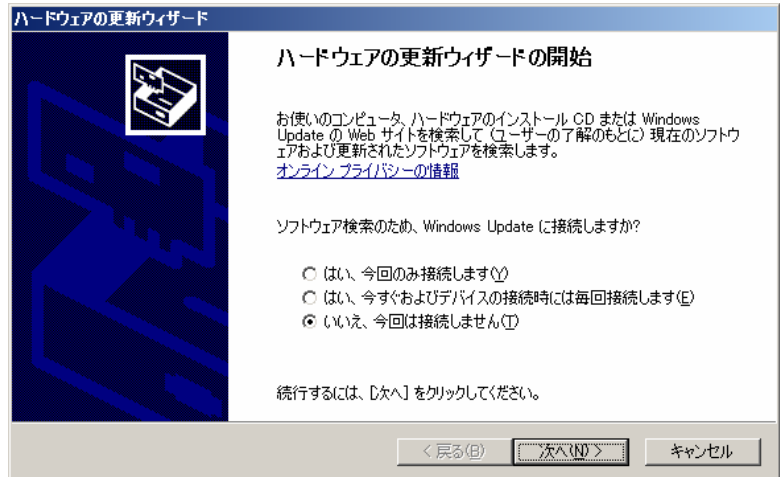 ハードウェアの更新ウィザード
ハードウェアの更新ウィザードの開始
お使いのコンピュータ、ハードウェアのインストール CD または Windows
Update の Web サイトを検索して (ユーザーの了解のもとに) 現在のソフトウ
ェアおよび更新されたソフトウェアを検索します。
オンライン プライバシーの情報
ソフトウェア検索のため、Windows Update に接続しますか?
はい、今回のみ接続します(Y)
はい、今すぐおよびデバイスの接続時には毎回接続します(E)
いいえ、今回は接続しません(T)
続行するには、[次へ] をクリックしてください。
< 戻る(B) 次へ(N) > キャンセル